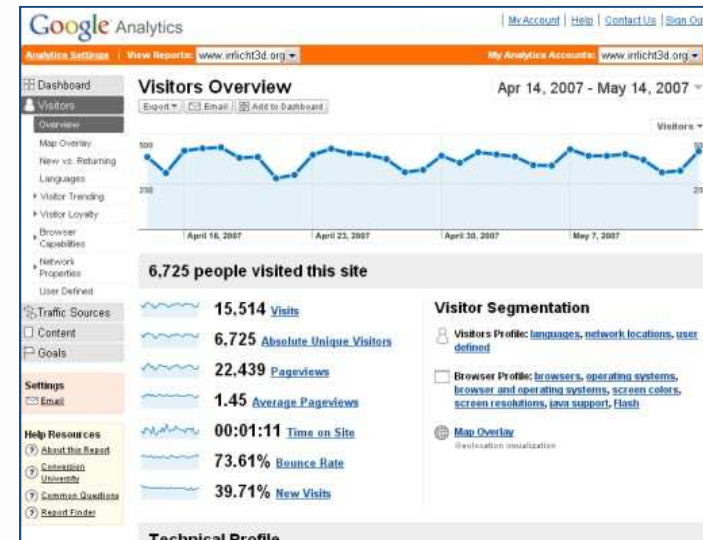 Google Analytics
My Account | Help | Contact Us | Sign Out
Analytics Settings | View Reports: www.irrlicht3d.org
My Analytics Accounts: www.irrlicht3d.org
Dashboard
Visitors
Overview
Map Overlay
New vs. Returning
Languages
Visitor Trending
Visitor Loyalty
Browser
Capabilities
Network
Properties
User Defined
Traffic Sources
Content
Goals
Settings
Email
Help Resources
About this Report
Conversion
University
Common Questions
Report Finder
Visitors Overview
Apr 14, 2007 - May 14, 2007
Export Email Add to Dashboard
Visitors
500
250
April 16, 2007 April 23, 2007 April 30, 2007 May 7, 2007
6,725 people visited this site
15,514 Visits
6,725 Absolute Unique Visitors
22,439 Pageviews
1.45 Average Pageviews
00:01:11 Time on Site
73.61% Bounce Rate
39.71% New Visits
Visitor Segmentation
Visitors Profile: languages, network locations, user
defined
Browser Profile: browsers, operating systems,
browser and operating systems, screen colors,
screen resolutions, java support, Flash
Map Overlay
Geolocation visualization
Technical Profile